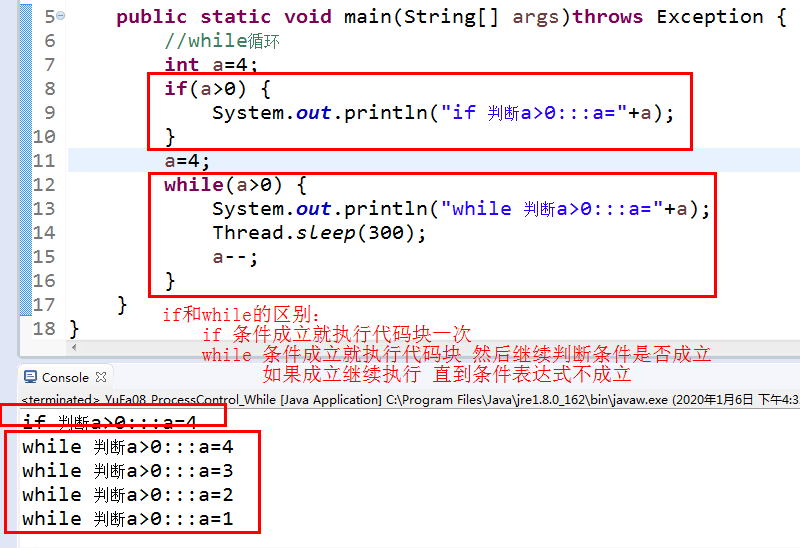 5 public static void main(String[] args)throws Exception {
6 //while循环
7 int a=4;
8 if(a>0) {
9 System.out.println("if 判断a>0:::a="+a);
10 }
11 a=4;
12 while(a>0) {
13 System.out.println("while 判断a>0:::a="+a);
14 Thread.sleep(300);
15 a--;
16 }
17 }
18 }
if和while的区别：
if 条件成立就执行代码块一次
while 条件成立就执行代码块 然后继续判断条件是否成立
如果成立继续执行 直到条件表达式不成立
Console
<terminated> YuFa08_ProcessControl_While [Java Application] C:\Program Files\Java\jre1.8.0_162\bin\javaw.exe (2020年1月6日 下午4:3
if 判断a>0:::a=4
while 判断a>0:::a=4
while 判断a>0:::a=3
while 判断a>0:::a=2
while 判断a>0:::a=1